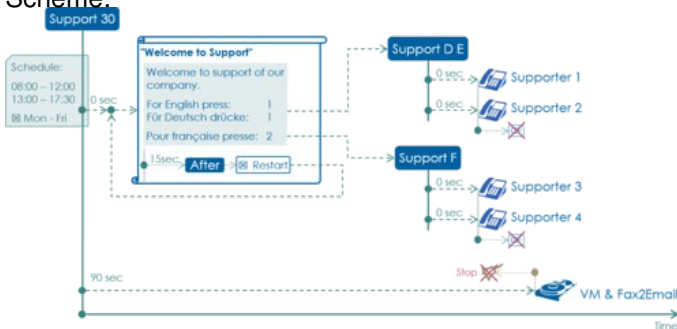 Scheme:
Support 30
Schedule:
08:00 – 12:00
13:00 – 17:30
Mon - Fri
0 sec
"Welcome to Support"
Welcome to support of our
company.
For English press: 1
Für Deutsch drücke: 1
Pour française presse: 2
15sec
After
Restart
Support D E
0 sec
Supporter 1
0 sec
Supporter 2
Support F
0 sec
Supporter 3
0 sec
Supporter 4
90 sec
Stop
VM & Fax2Email
Time